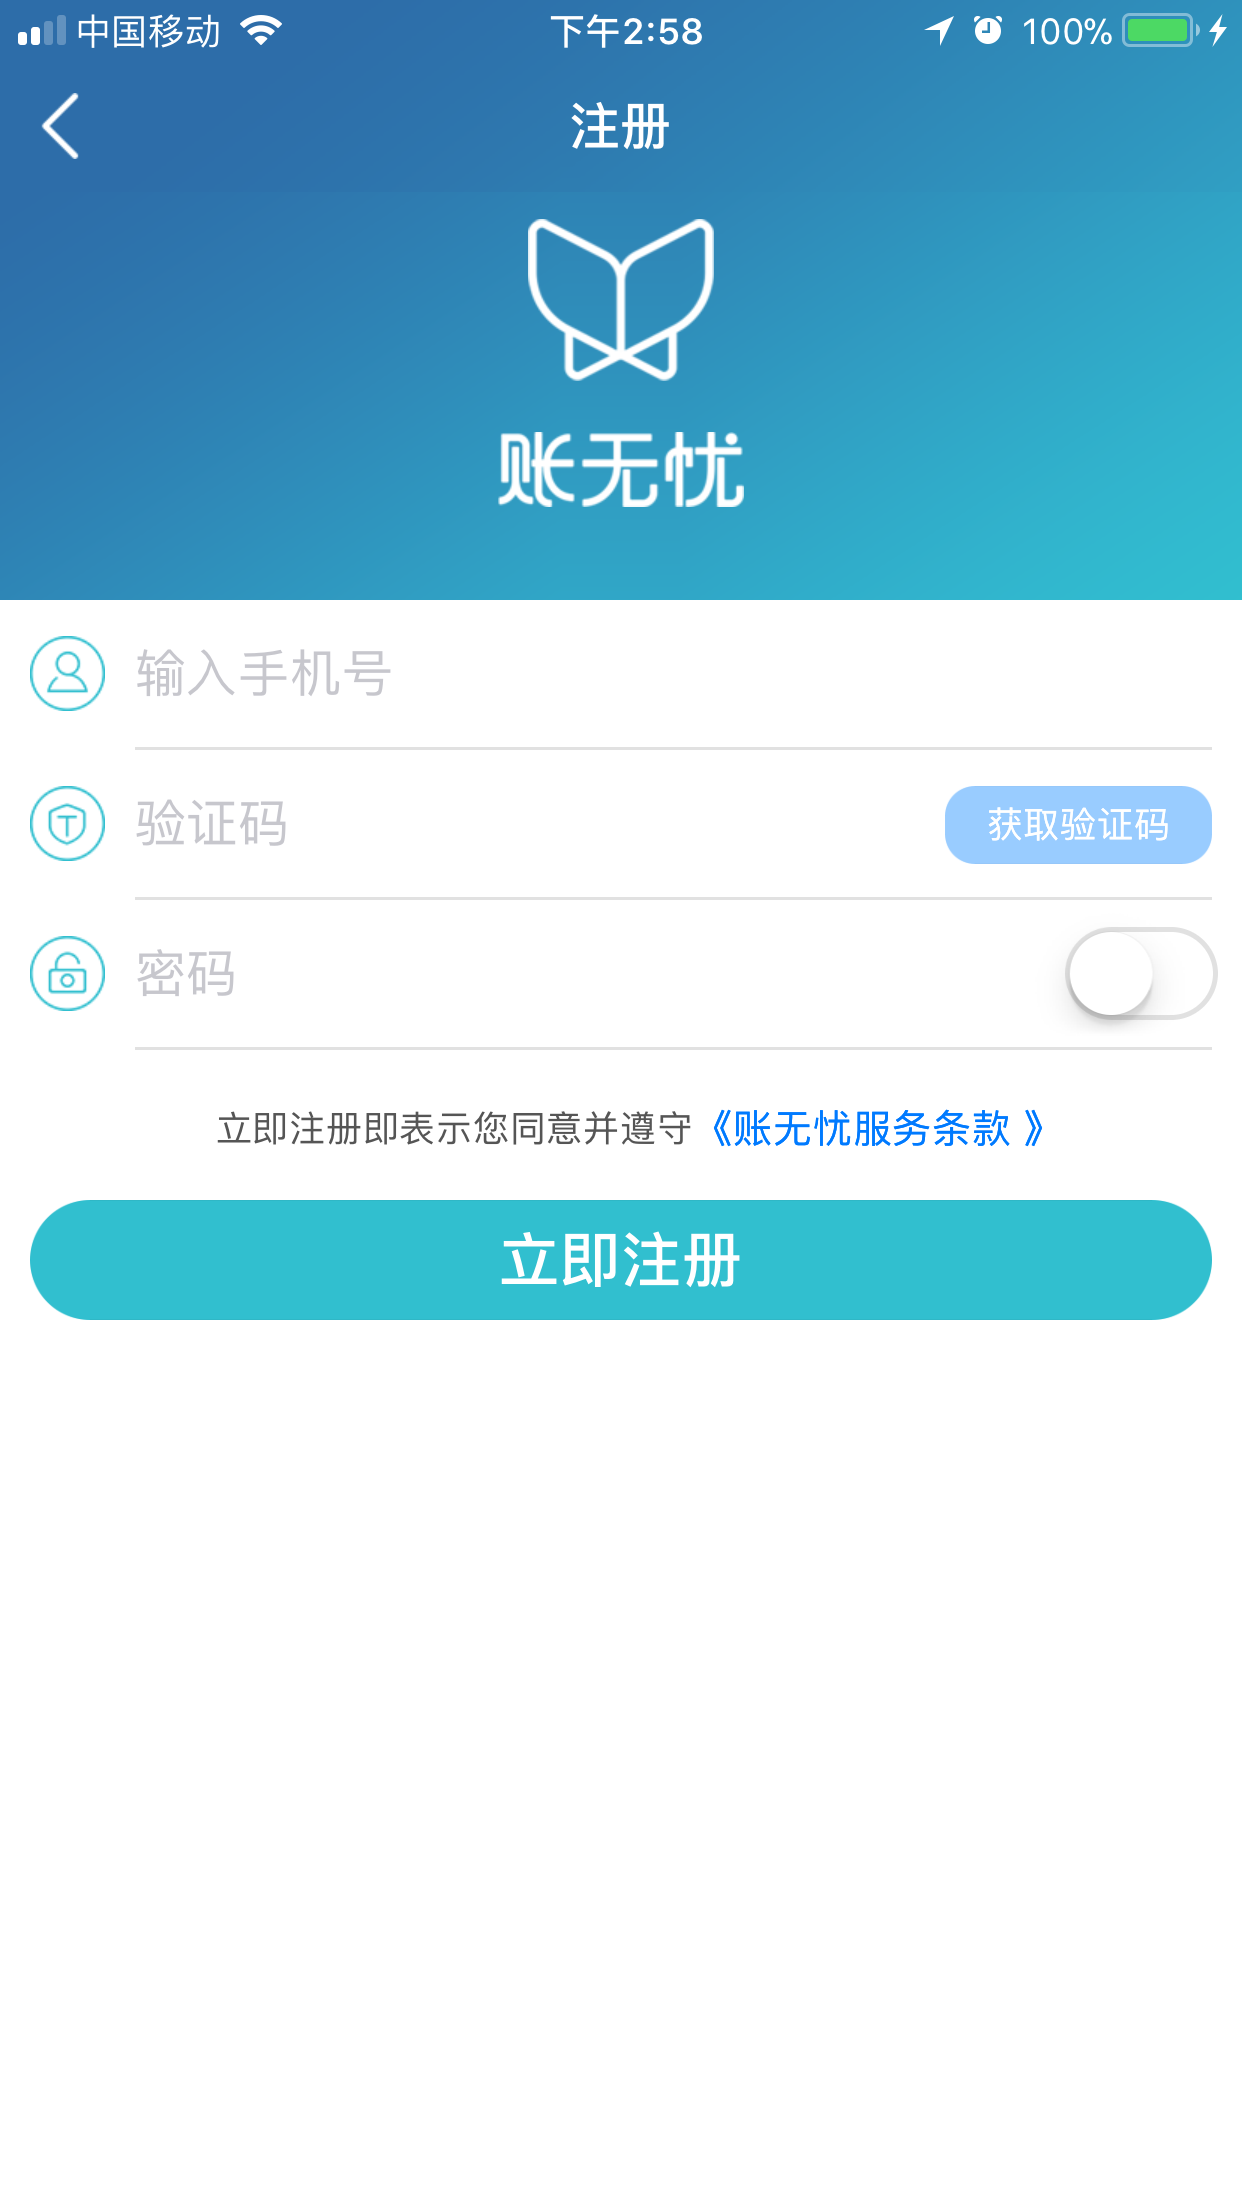 中国移动 下午2:58 100%
注册
账无忧
输入手机号
验证码 获取验证码
密码
立即注册即表示您同意并遵守《账无忧服务条款 》
立即注册